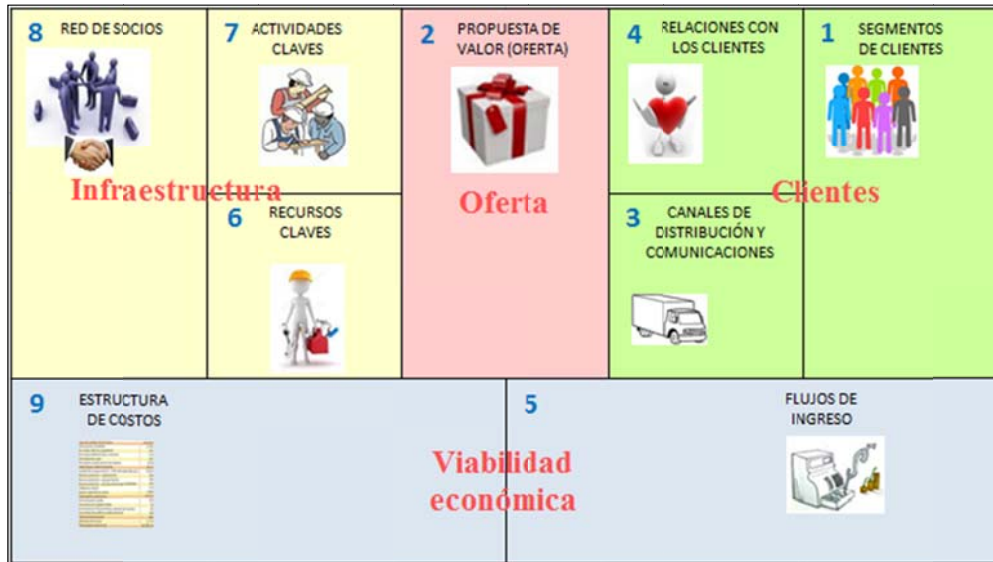 8 RED DE SOCIOS
7 ACTIVIDADES
CLAVES
2 PROPUESTA DE
VALOR (OFERTA)
4 RELACIONES CON
LOS CLIENTES
1 SEGMENTOS
DE CLIENTES
Infraestructura
Oferta
Clientes
6 RECURSOS
CLAVES
3 CANALES DE
DISTRIBUCIÓN Y
COMUNICACIONES
9 ESTRUCTURA
DE COSTOS
5 FLUJOS DE
INGRESO
Viabilidad
económica